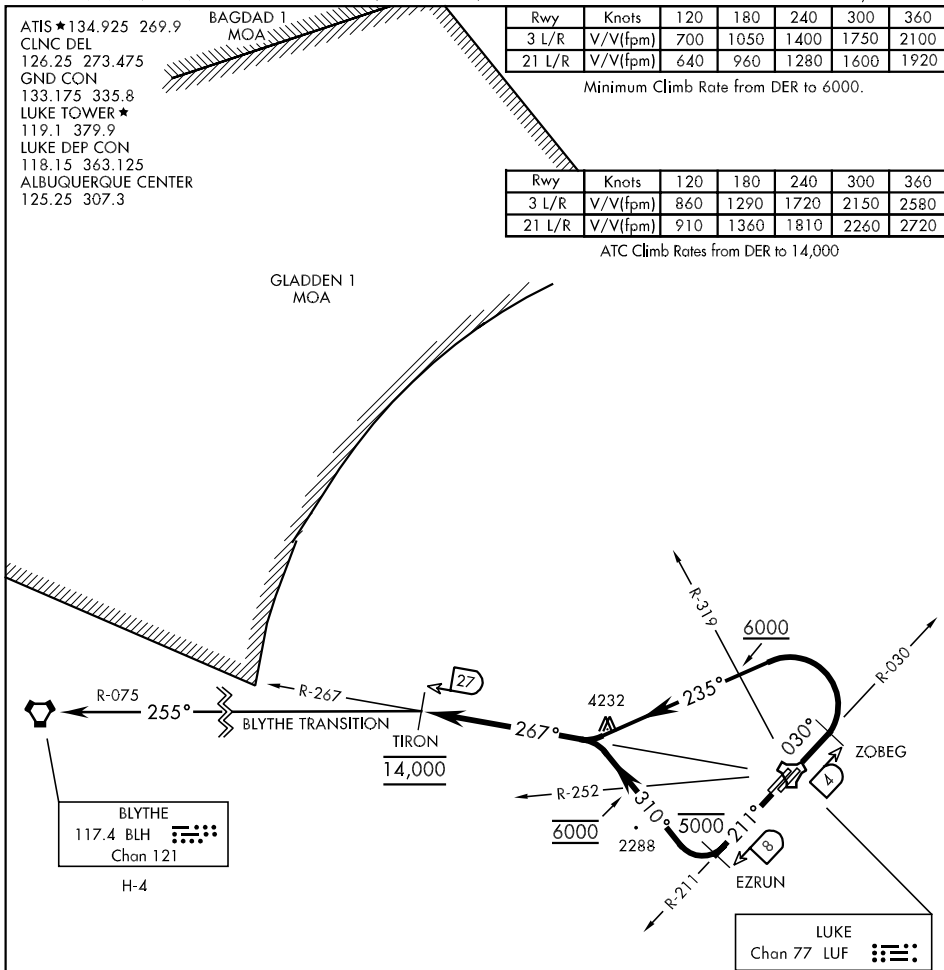 ATIS ★ 134.925 269.9
CLNC DEL
126.25 273.475
GND CON
133.175 335.8
LUKE TOWER ★
119.1 379.9
LUKE DEP CON
118.15 363.125
ALBUQUERQUE CENTER
125.25 307.3
BAGDAD 1
MOA
Rwy Knots 120 180 240 300 360
3 L/R V/V(fpm) 700 1050 1400 1750 2100
21 L/R V/V(fpm) 640 960 1280 1600 1920
Minimum Climb Rate from DER to 6000.
Rwy Knots 120 180 240 300 360
3 L/R V/V(fpm) 860 1290 1720 2150 2580
21 L/R V/V(fpm) 910 1360 1810 2260 2720
ATC Climb Rates from DER to 14,000
GLADDEN 1
MOA
R-319
6000
R-030
235°
4232
030°
ZOBEG
4
R-075
255°
R-267
27
BLYTHE TRANSITION
TIRON
14,000
267°
R-252
6000
310°
2288
5000
211°
8
EZRUN
R-211
BLYTHE
117.4 BLH
Chan 121
H-4
LUKE
Chan 77 LUF